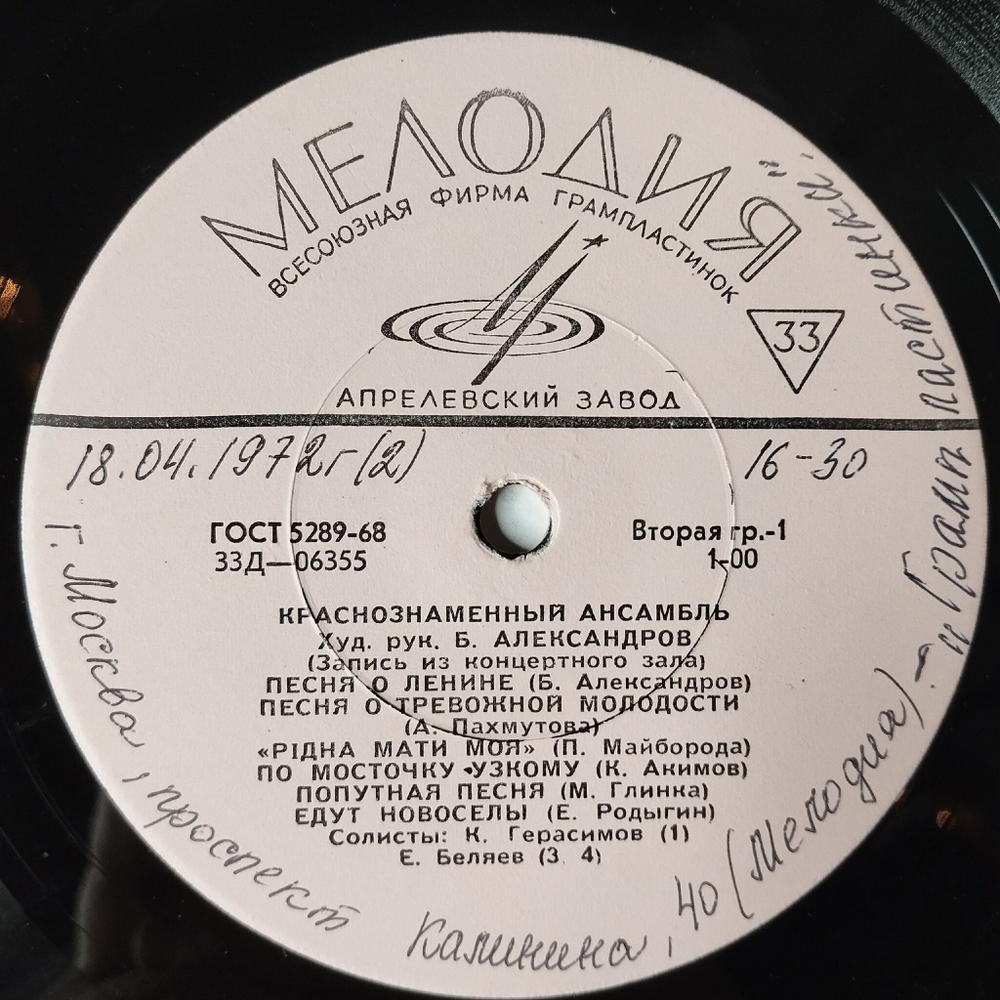 МЕЛОДИЯ
ВСЕСОЮЗНАЯ ФИРМА ГРАМПЛАСТИНОК
33
АПРЕЛЕВСКИЙ ЗАВОД
18.04.1972г(2) 16-30
ГОСТ 5289-68 Вторая гр.-1
33Д—06355 1-00
КРАСНОЗНАМЕННЫЙ АНСАМБЛЬ
Худ. рук. Б. АЛЕКСАНДРОВ
(Запись из концертного зала)
ПЕСНЯ О ЛЕНИНЕ (Б. Александров)
ПЕСНЯ О ТРЕВОЖНОЙ МОЛОДОСТИ
(А. Пахмутова)
«РІДНА МАТИ МОЯ» (П. Майборода)
ПО МОСТОЧКУ УЗКОМУ (К. Акимов)
ПОПУТНАЯ ПЕСНЯ (М. Глинка)
ЕДУТ НОВОСЕЛЫ (Е. Родыгин)
Солисты: К. Герасимов (1)
Е. Беляев (3, 4)
г. Москва, проспект Калинина, 40 (Мелодиа) – "Грампластинки".